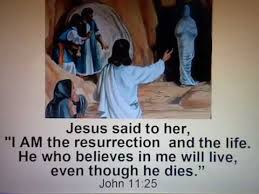 Jesus said to her,
"I AM the resurrection and the life.
He who believes in me will live,
even though he dies.”
John 11:25